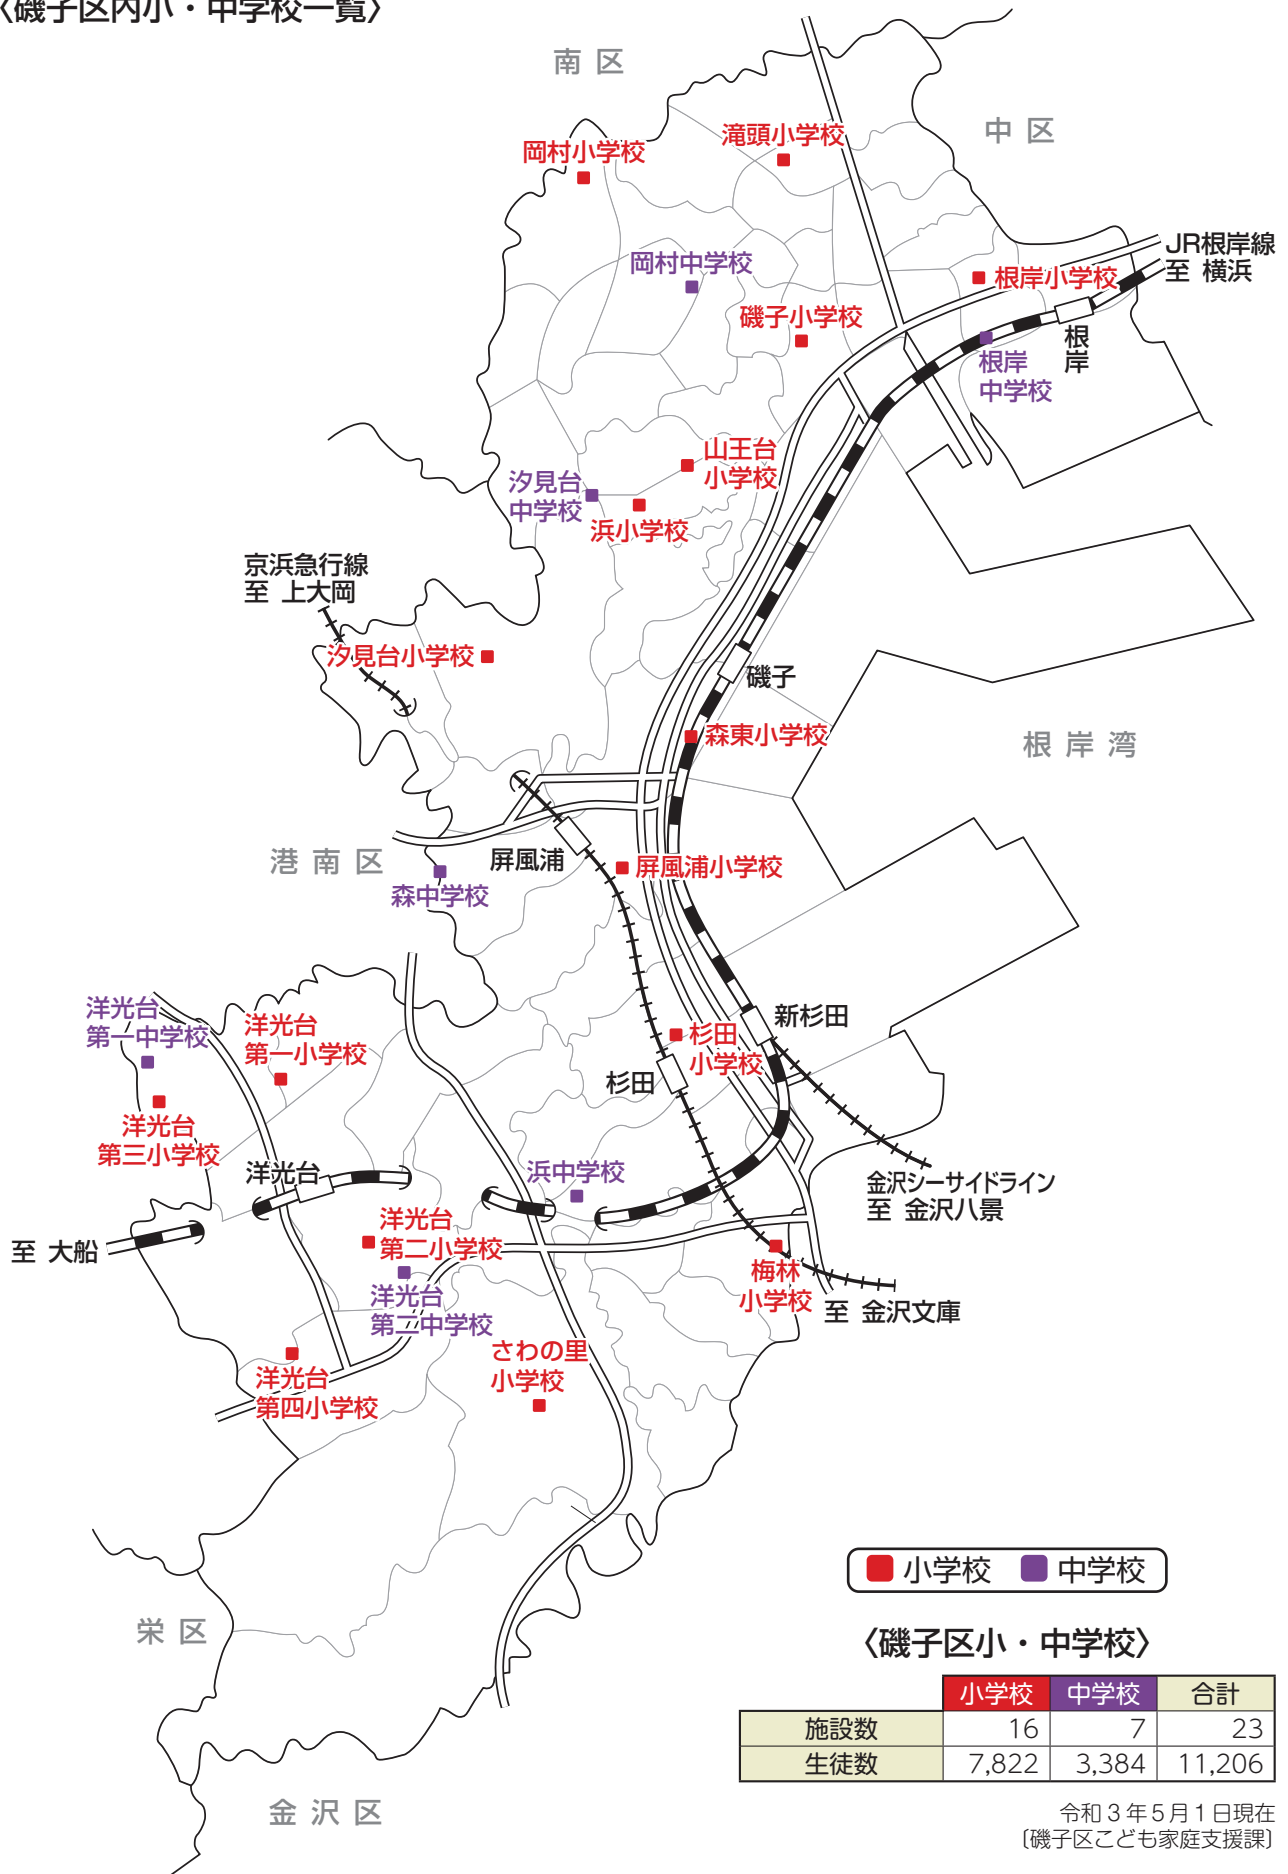 〈磯子区内小・中学校一覧〉
南区
中区
滝頭小学校
岡村小学校
JR根岸線
至 横浜
岡村中学校
根岸小学校
磯子小学校
根岸
根岸
中学校
山王台
小学校
汐見台
中学校
浜小学校
京浜急行線
至 上大岡
汐見台小学校
磯子
森東小学校
根岸湾
港南区
屏風浦
屏風浦小学校
森中学校
洋光台
第一中学校
洋光台
第一小学校
新杉田
杉田
小学校
杉田
洋光台
第三小学校
洋光台
浜中学校
金沢シーサイドライン
至 金沢八景
至 大船
洋光台
第二小学校
梅林
小学校
洋光台
第二中学校
至 金沢文庫
さわの里
小学校
洋光台
第四小学校
小学校 中学校
栄区
〈磯子区小・中学校〉
小学校 中学校 合計
施設数 16 7 23
生徒数 7,822 3,384 11,206
金沢区
令和3年5月1日現在
〔磯子区こども家庭支援課〕